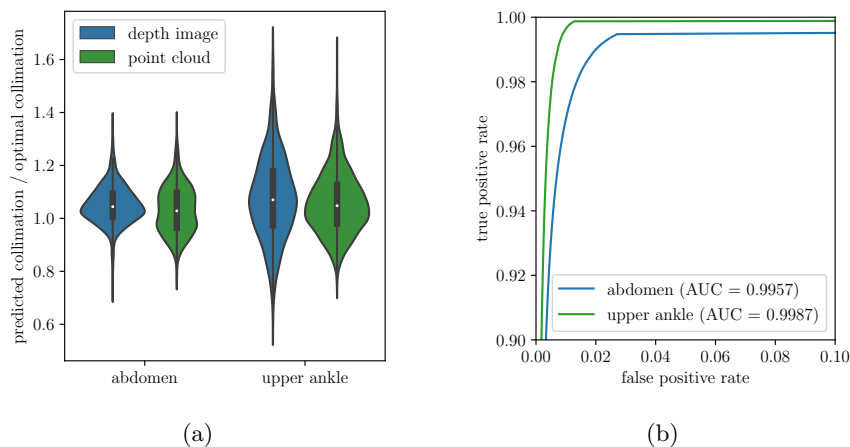 predicted collimation / optimal collimation
1.6
1.4
1.2
1.0
0.8
0.6
depth image
point cloud
abdomen
upper ankle
(a)
true positive rate
1.00
0.98
0.96
0.94
0.92
0.90
abdomen (AUC = 0.9957)
upper ankle (AUC = 0.9987)
0.00 0.02 0.04 0.06 0.08 0.10
false positive rate
(b)